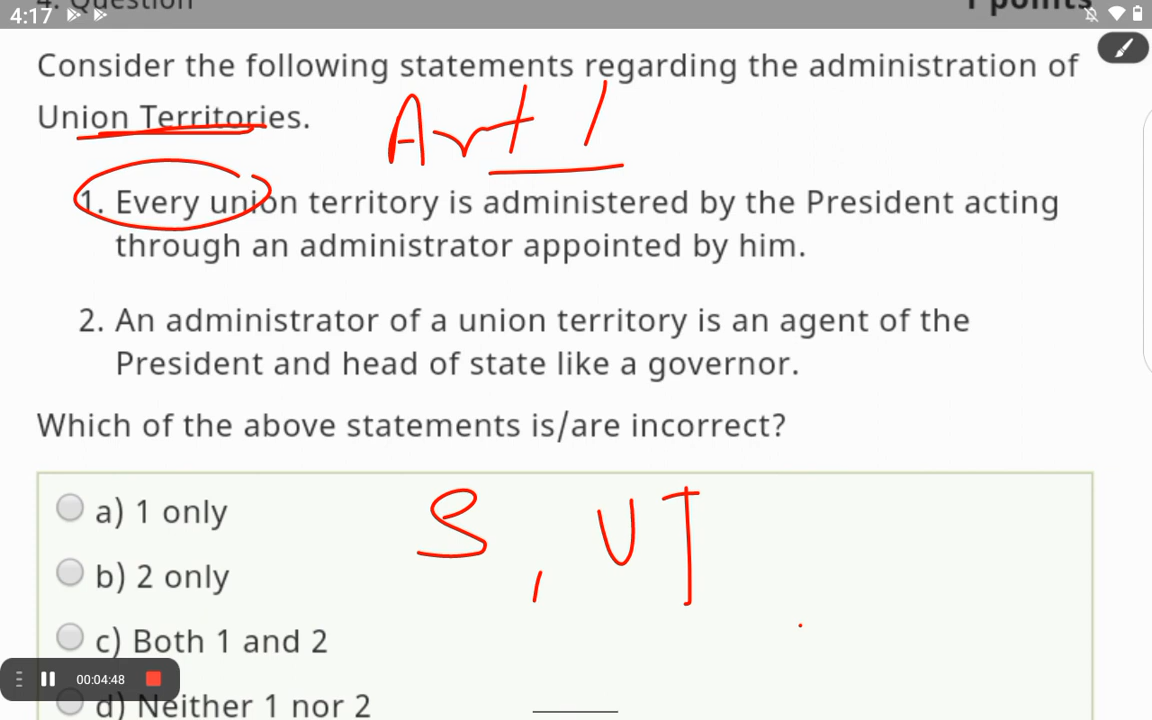 4. Question 1 points
4:17
Consider the following statements regarding the administration of
Union Territories.
Art 1
1. Every union territory is administered by the President acting
through an administrator appointed by him.
2. An administrator of a union territory is an agent of the
President and head of state like a governor.
Which of the above statements is/are incorrect?
a) 1 only
S, UT
b) 2 only
c) Both 1 and 2
00:04:48
d) Neither 1 nor 2